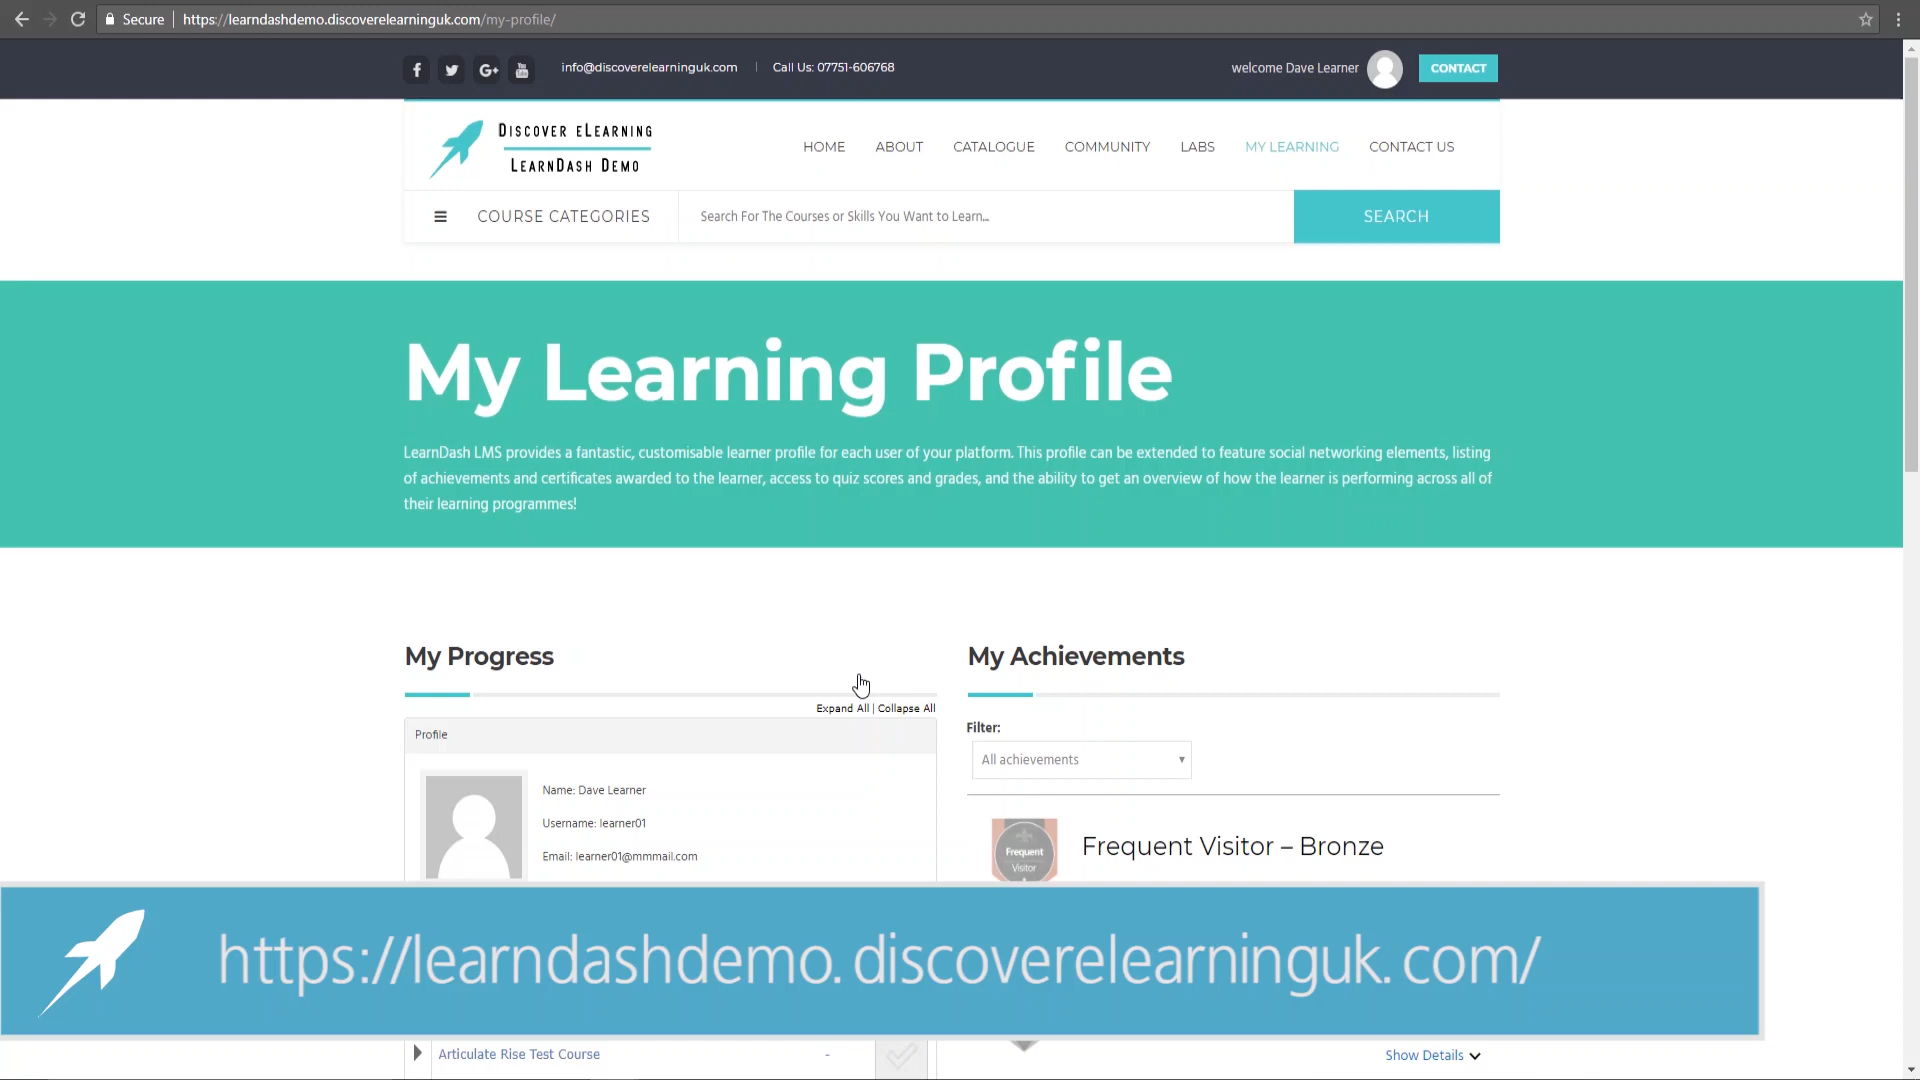 Secure
https://learndashdemo.discoverelearninguk.com/my-profile/
info@discoverelearninguk.com
Call Us: 07751-606768
welcome Dave Learner
CONTACT
Discover eLearning
LearnDash Demo
HOME ABOUT CATALOGUE COMMUNITY LABS MY LEARNING CONTACT US
COURSE CATEGORIES
Search For The Courses or Skills You Want to Learn...
SEARCH
My Learning Profile
LearnDash LMS provides a fantastic, customisable learner profile for each user of your platform. This profile can be extended to feature social networking elements, listing
of achievements and certificates awarded to the learner, access to quiz scores and grades, and the ability to get an overview of how the learner is performing across all of
their learning programmes!
My Progress
Expand All | Collapse All
Profile
Name: Dave Learner
Username: learner01
Email: learner01@mmmail.com
My Achievements
Filter:
All achievements
Frequent
Visitor
Frequent Visitor – Bronze
https://learndashdemo.discoverelearninguk.com/
Articulate Rise Test Course -
Show Details